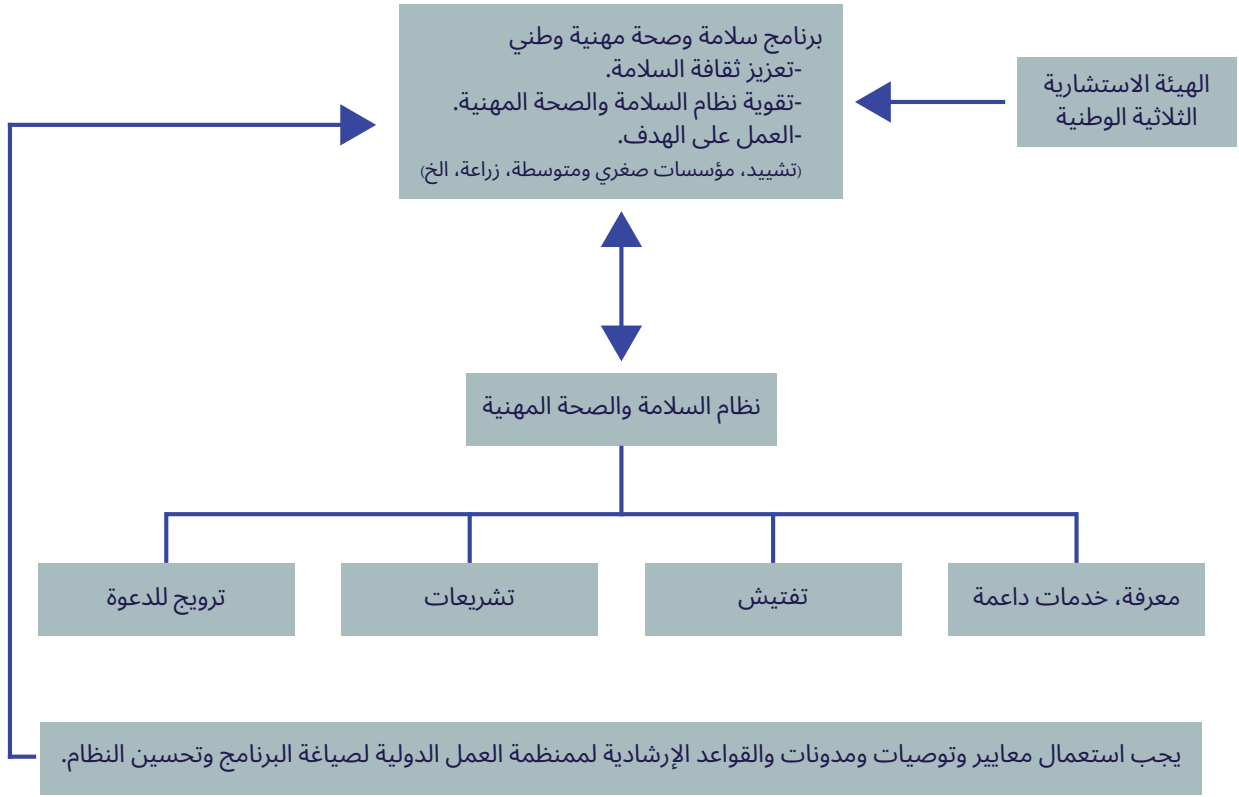 برنامج سلامة وصحة مهنية وطني
-تعزيز ثقافة السلامة.
-تقوية نظام السلامة والصحة المهنية.
-العمل على الهدف.
(تشييد، مؤسسات صغري ومتوسطة، زراعة، الخ)
الهيئة الاستشارية
الثلاثية الوطنية
نظام السلامة والصحة المهنية
معرفة، خدمات داعمة
تفتيش
تشريعات
ترويج للدعوة
يجب استعمال معايير وتوصيات ومدونات والقواعد الإرشادية لممنظمة العمل الدولية لصياغة البرنامج وتحسين النظام.